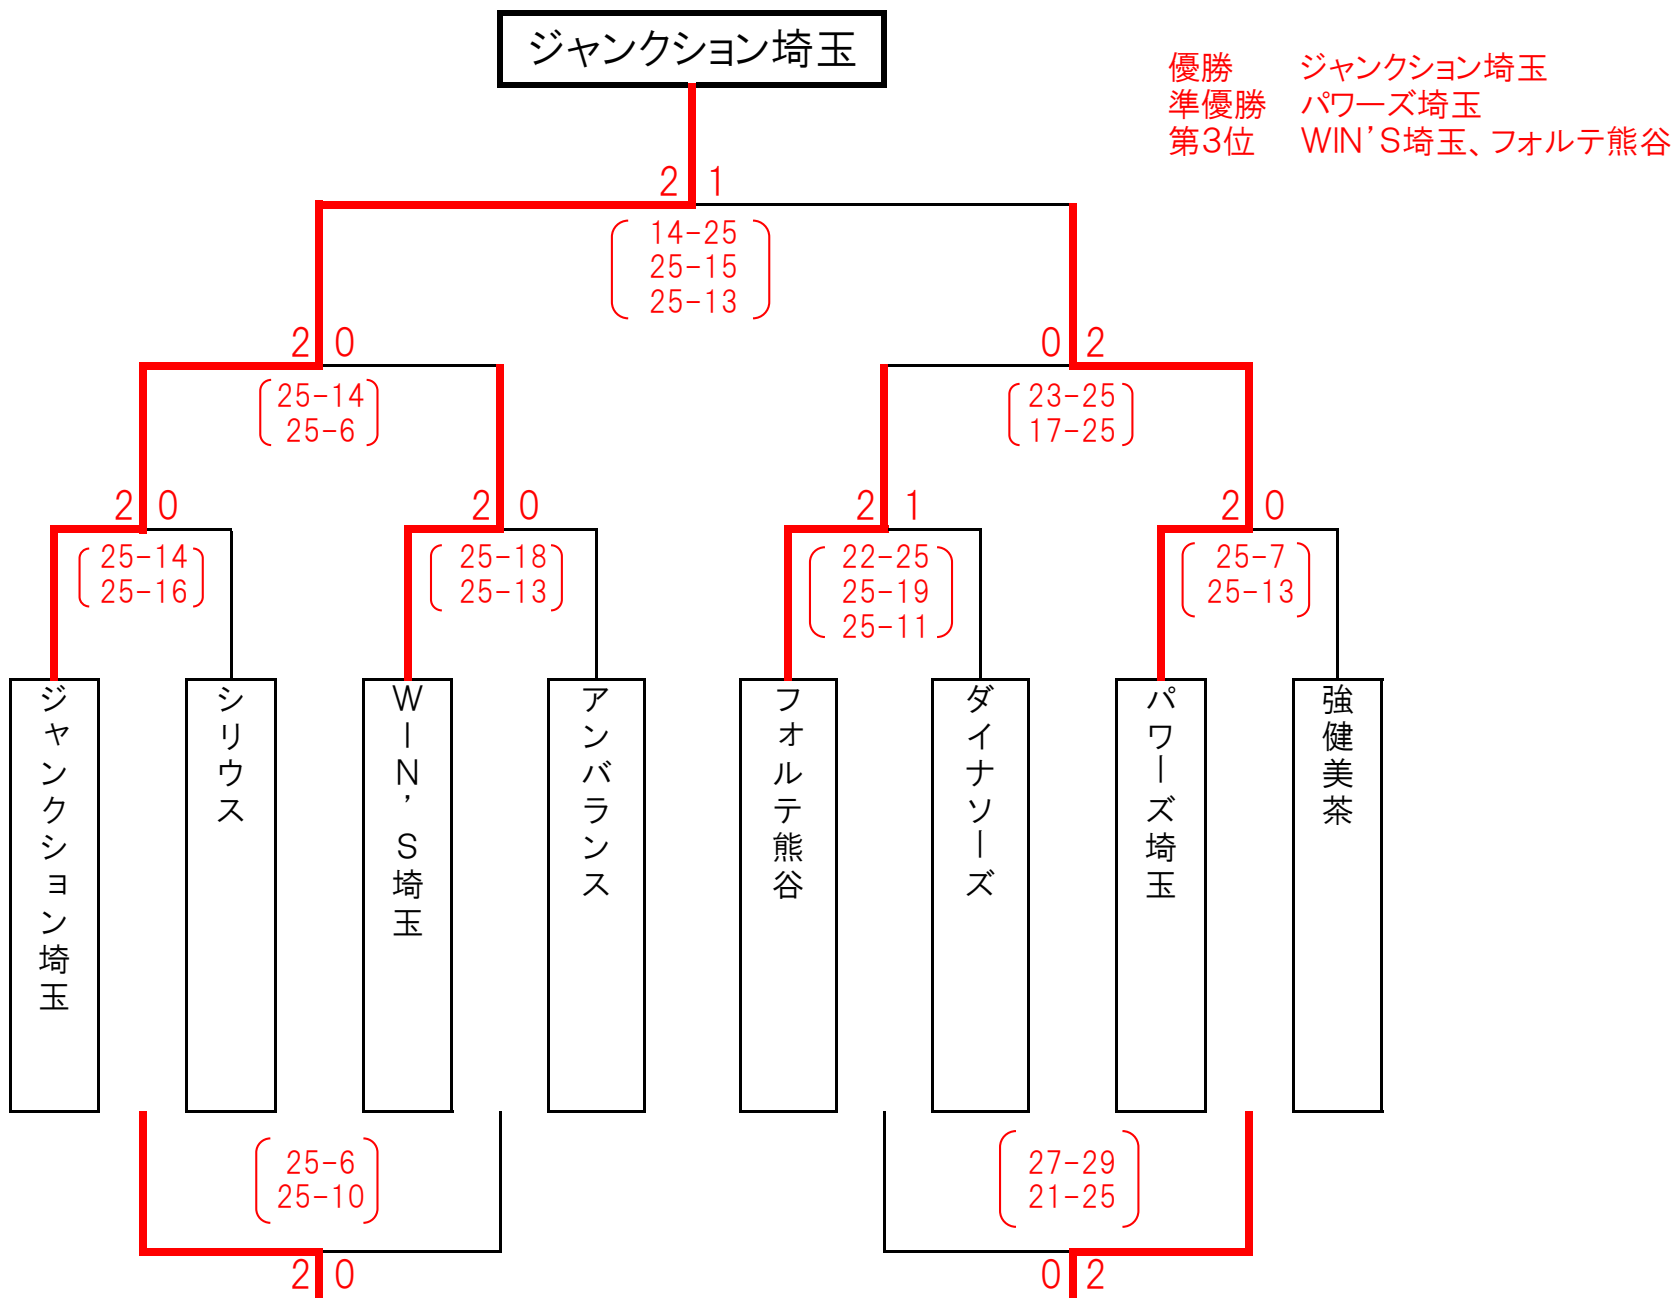 ジャンクション埼玉
優勝　ジャンクション埼玉
準優勝　パワーズ埼玉
第3位　WIN'S埼玉、フォルテ熊谷
2 1
14-25
25-15
25-13
2 0
25-14
25-6
0 2
23-25
17-25
2 0
25-14
25-16
2 0
25-18
25-13
2 1
22-25
25-19
25-11
2 0
25-7
25-13
ジャンクション埼玉
シリウス
WIN'S埼玉
アンバランス
フォルテ熊谷
ダイナソーズ
パワーズ埼玉
強健美茶
25-6
25-10
2 0
27-29
21-25
0 2